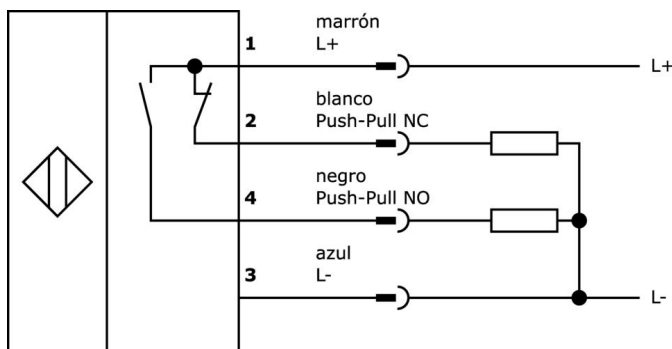 marrón
1 L+
L+
blanco
2 Push-Pull NC
negro
4 Push-Pull NO
azul
3 L-
L-